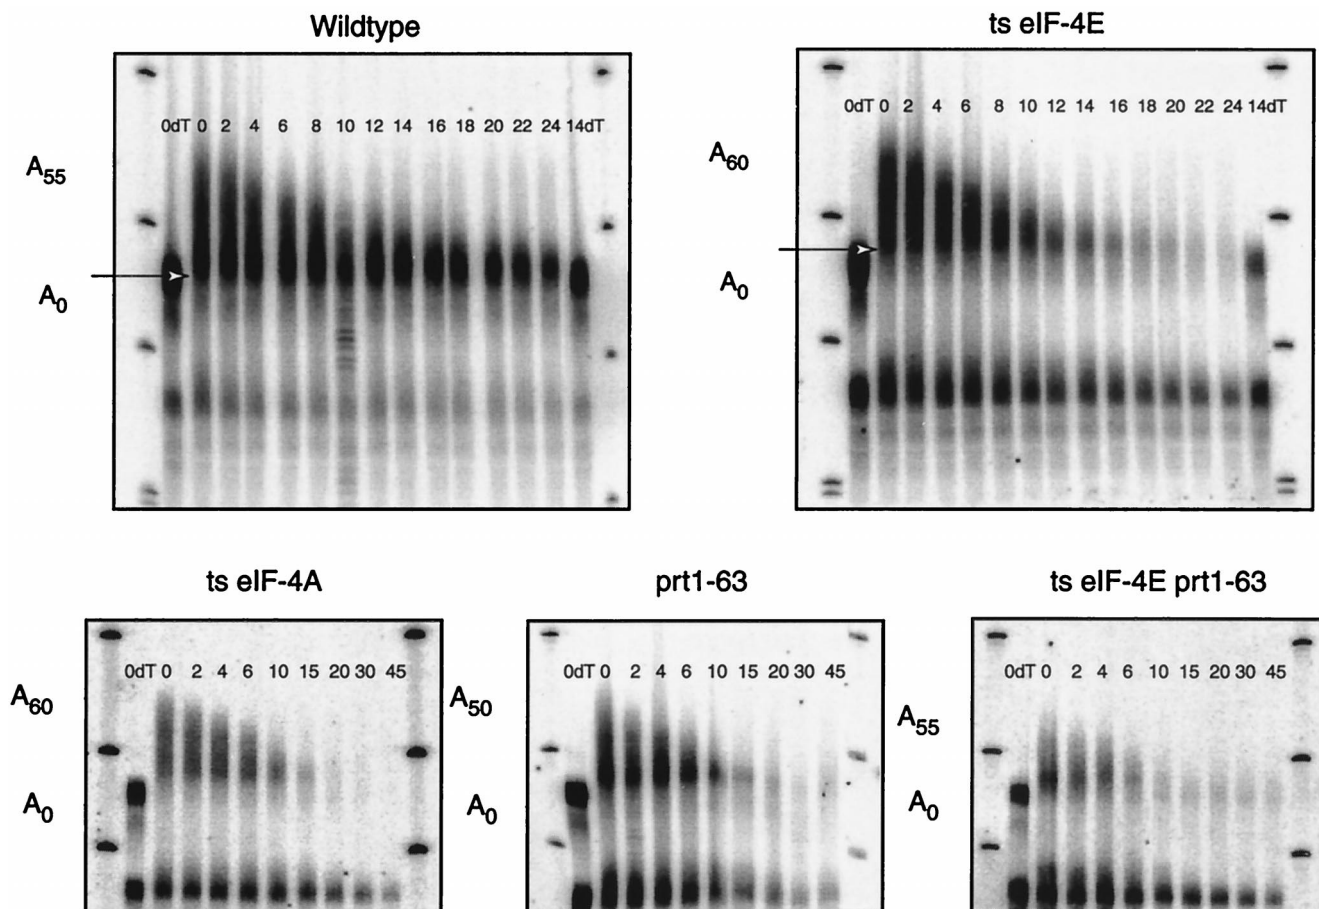 Wildtype
0dT 0 2 4 6 8 10 12 14 16 18 20 22 24 14dT
A55
A0
ts eIF-4E
0dT 0 2 4 6 8 10 12 14 16 18 20 22 24 14dT
A60
A0
ts eIF-4A
0dT 0 2 4 6 10 15 20 30 45
A60
A0
prt1-63
0dT 0 2 4 6 10 15 20 30 45
A50
A0
ts eIF-4E prt1-63
0dT 0 2 4 6 10 15 20 30 45
A55
A0